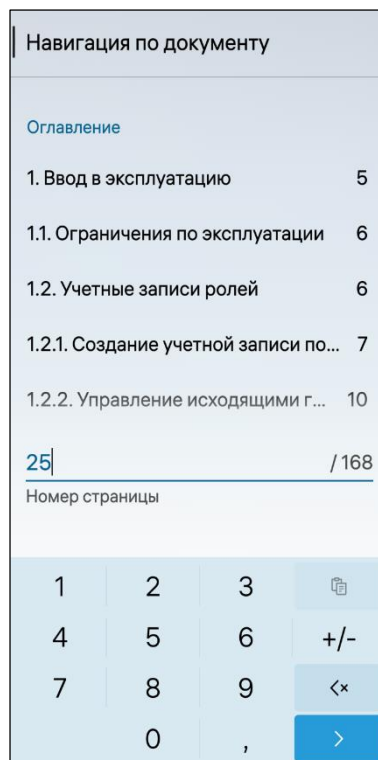 Навигация по документу
Оглавление
1. Ввод в эксплуатацию 5
1.1. Ограничения по эксплуатации 6
1.2. Учетные записи ролей 6
1.2.1. Создание учетной записи по... 7
1.2.2. Управление исходящими г... 10
25 / 168
Номер страницы
1 2 3
4 5 6 +/-
7 8 9
0 ,